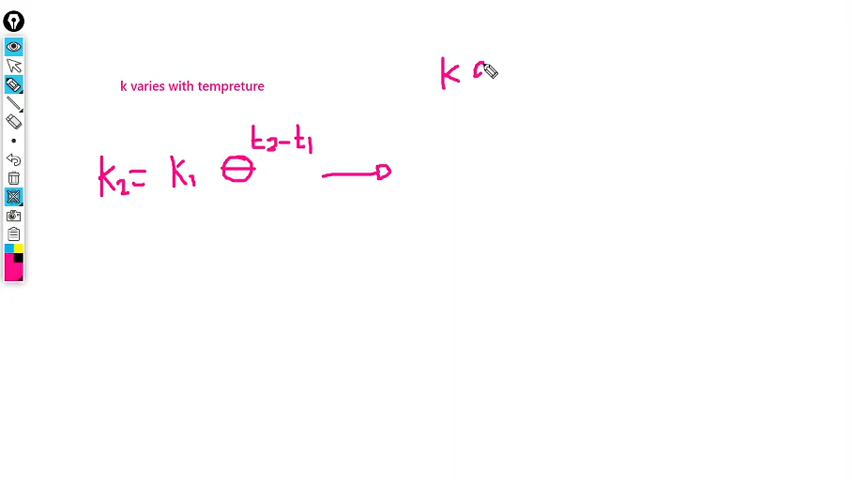 k varies with tempreture
K
K₂ = K₁ θ^(t₂-t₁)